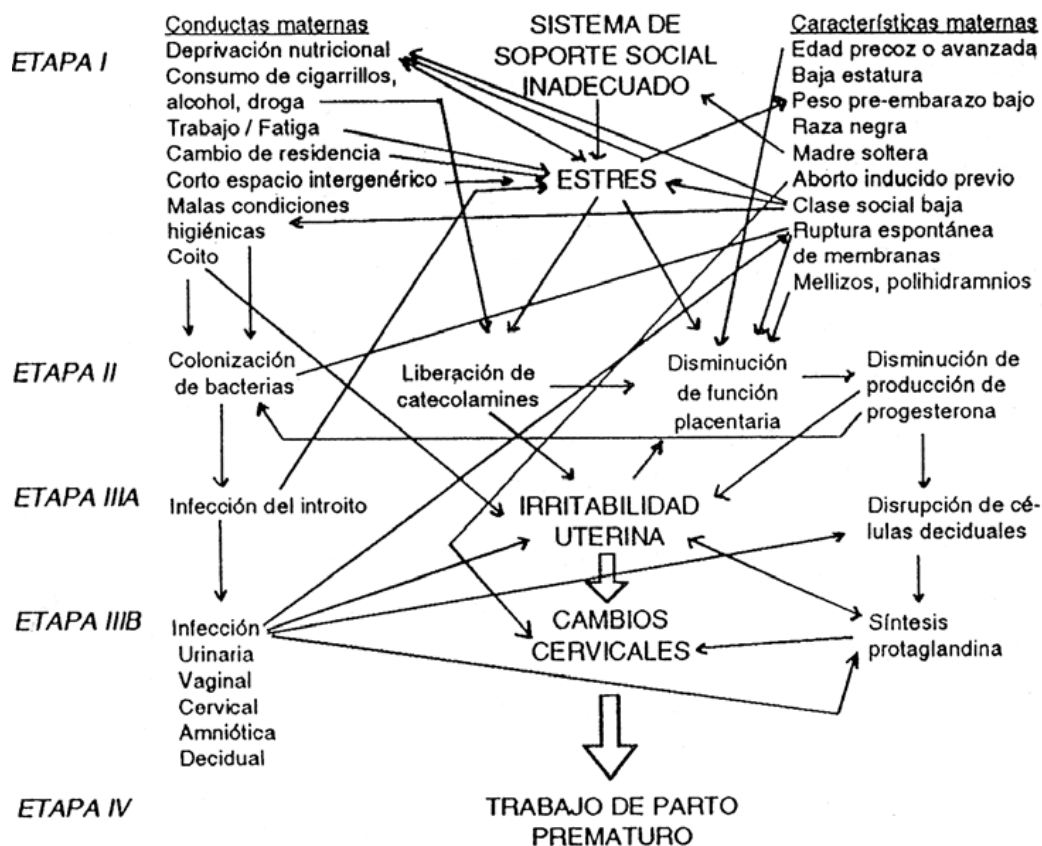 ETAPA I
Conductas maternas
Deprivación nutricional
Consumo de cigarrillos,
alcohol, droga
Trabajo / Fatiga
Cambio de residencia
Corto espacio intergenérico
Malas condiciones
higiénicas
Coito
SISTEMA DE
SOPORTE SOCIAL
INADECUADO
ESTRES
Características maternas
Edad precoz o avanzada
Baja estatura
Peso pre-embarazo bajo
Raza negra
Madre soltera
Aborto inducido previo
Clase social baja
Ruptura espontánea
de membranas
Mellizos, polihidramnios
ETAPA II
Colonización
de bacterias
Liberación de
catecolamines
Disminución
de función
placentaria
Disminución de
producción de
progesterona
ETAPA IIIA
Infección del introito
IRRITABILIDAD
UTERINA
Disrupción de cé-
lulas deciduales
ETAPA IIIB
Infección
Urinaria
Vaginal
Cervical
Amniótica
Decidual
CAMBIOS
CERVICALES
Síntesis
protaglandina
ETAPA IV
TRABAJO DE PARTO
PREMATURO